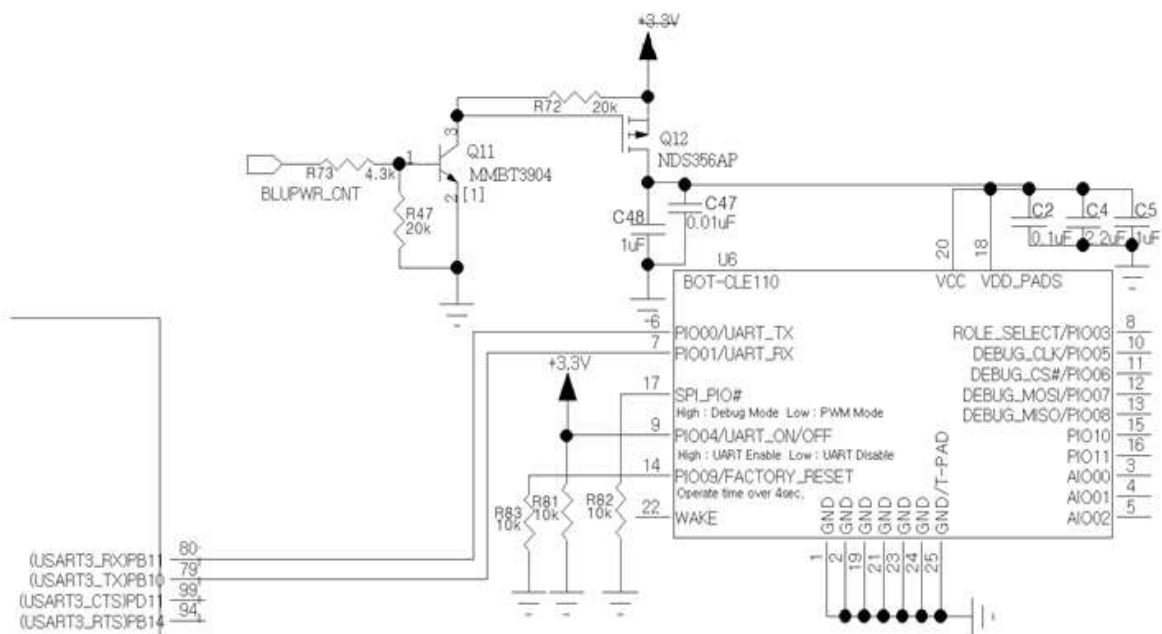 +3.3V
R72
20k
3
Q12
NDS356AP
1
Q11
MMBT3904
2
[1]
R73
4.3k
BLUPWR_CNT
R47
20k
C47
0.01uF
C48
1uF
C2
0.1uF
C4
2.2uF
C5
1uF
20
18
U6
BOT-CLE110
VCC
VDD_PADS
6
PIO00/UART_TX
7
PIO01/UART_RX
17
SPI_PIO#
High : Debug Mode Low : PWM Mode
9
PIO04/UART_ON/OFF
High : UART Enable Low : UART Disable
14
PIO09/FACTORY_RESET
Operate time over 4sec.
22
WAKE
ROLE_SELECT/PIO03
8
DEBUG_CLK/PIO05
10
DEBUG_CS#/PIO06
11
DEBUG_MOSI/PIO07
12
DEBUG_MISO/PIO08
13
PIO10
15
PIO11
16
AIO00
3
AIO01
4
AIO02
5
+3.3V
R83
10k
R81
10k
R82
10k
GND
GND
GND
GND
GND
GND
GND/T-PAD
1
2
19
21
23
24
25
(USART3_RX)PB11
80
(USART3_TX)PB10
79
(USART3_CTS)PD11
99
(USART3_RTS)PB14
94